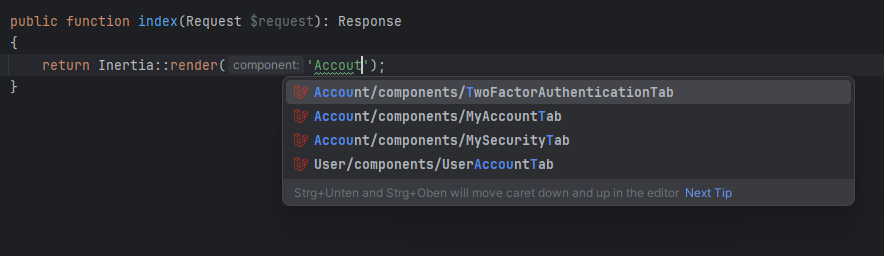 public function index(Request $request): Response
{
return Inertia::render( component: 'Accout');
}
Account/components/TwoFactorAuthenticationTab
Account/components/MyAccountTab
Account/components/MySecurityTab
User/components/UserAccountTab
Strg+Unten and Strg+Oben will move caret down and up in the editor Next Tip